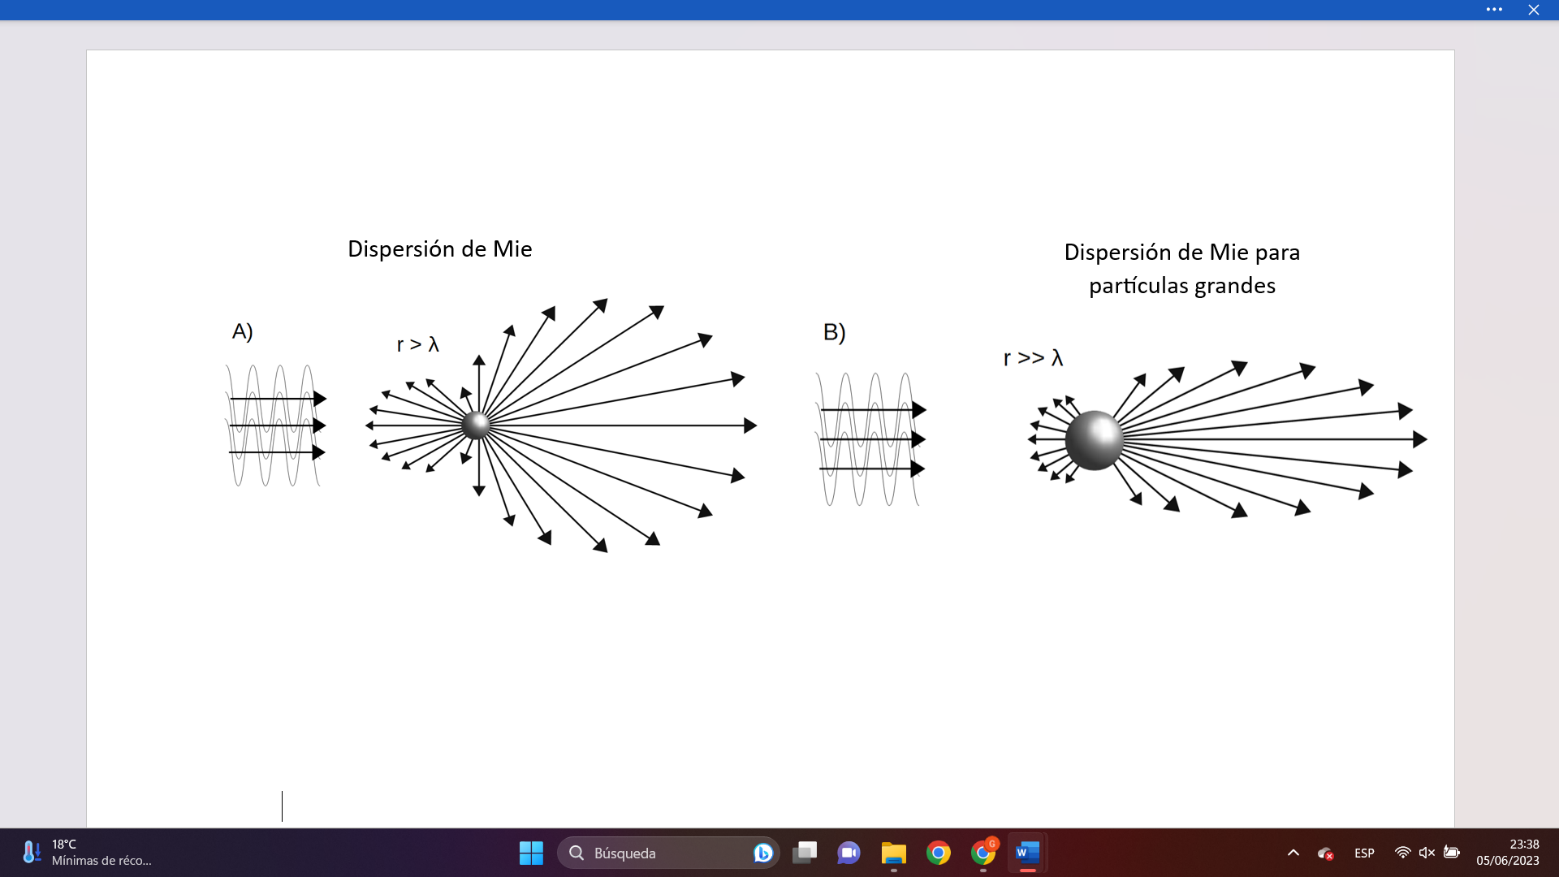 Dispersión de Mie
A)
r > λ
Dispersión de Mie para
partículas grandes
B)
r >> λ
18°C
Mínimas de réco...
Búsqueda
G
W
ESP
23:38
05/06/2023